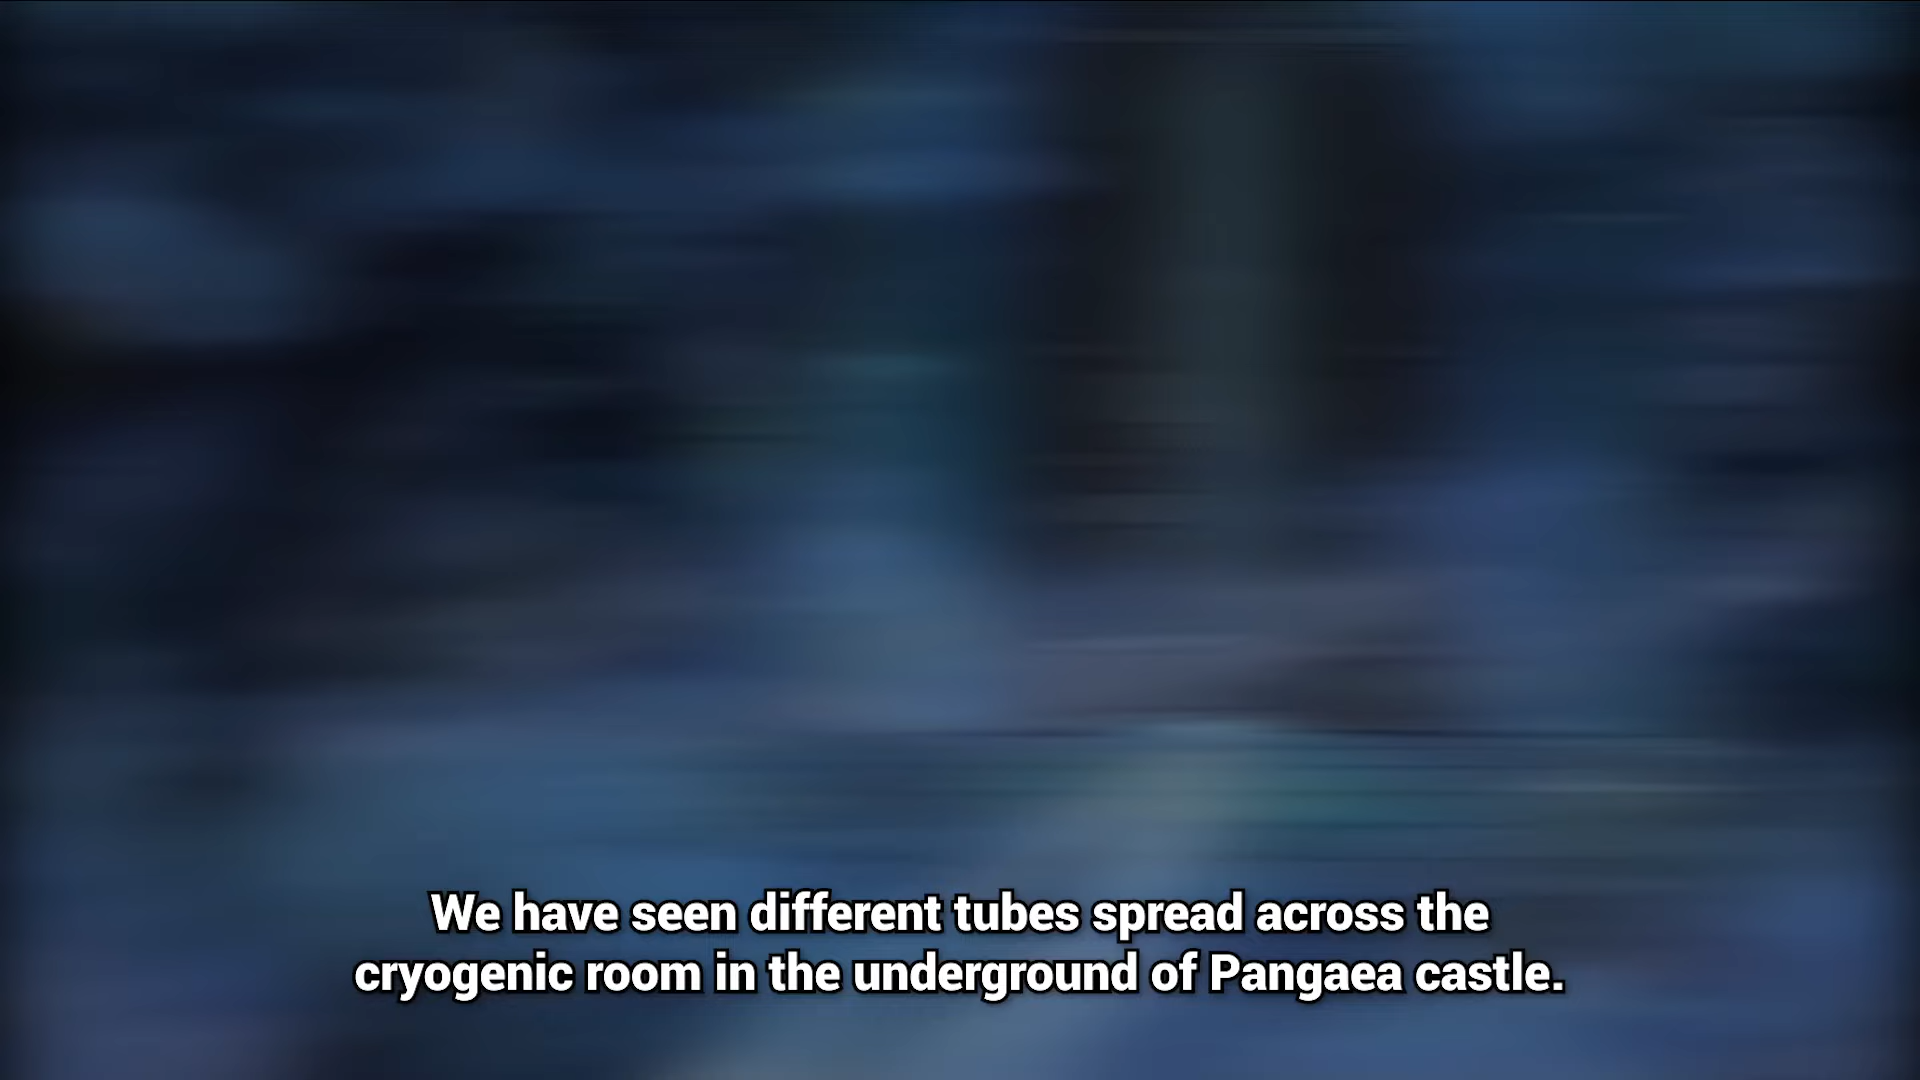 We have seen different tubes spread across the
cryogenic room in the underground of Pangaea castle.